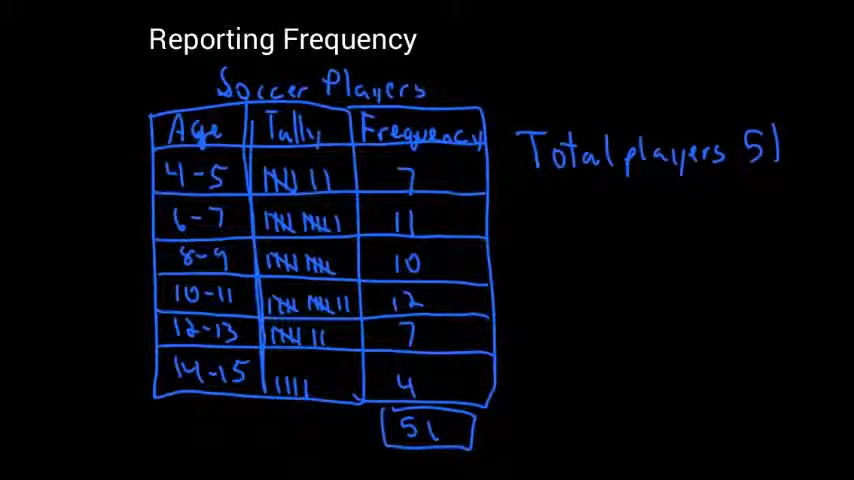 Reporting Frequency
Soccer Players
Age Tally Frequency
Total players 51
4-5 7
6-7 11
8-9 10
10-11 12
12-13 7
14-15 4
51